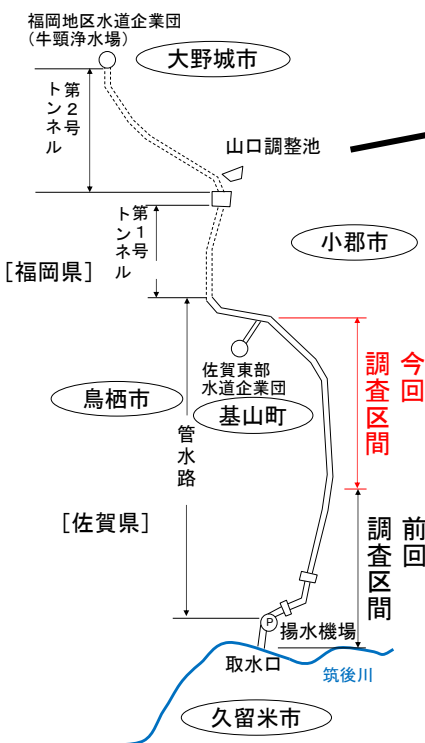 福岡地区水道企業団
(牛頸浄水場)
大野城市
第2号
トンネル
山口調整池
第1号
トンネル
小郡市
[福岡県]
佐賀東部
水道企業団
今回
調査区間
鳥栖市
基山町
管水路
[佐賀県]
前回
調査区間
P
揚水機場
取水口
筑後川
久留米市